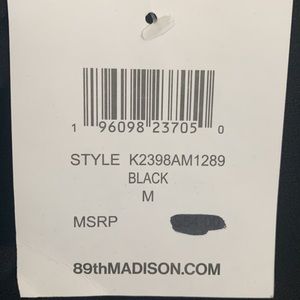 1 96098 23705 0
STYLE K2398AM1289
BLACK
M
MSRP
89thMADISON.COM